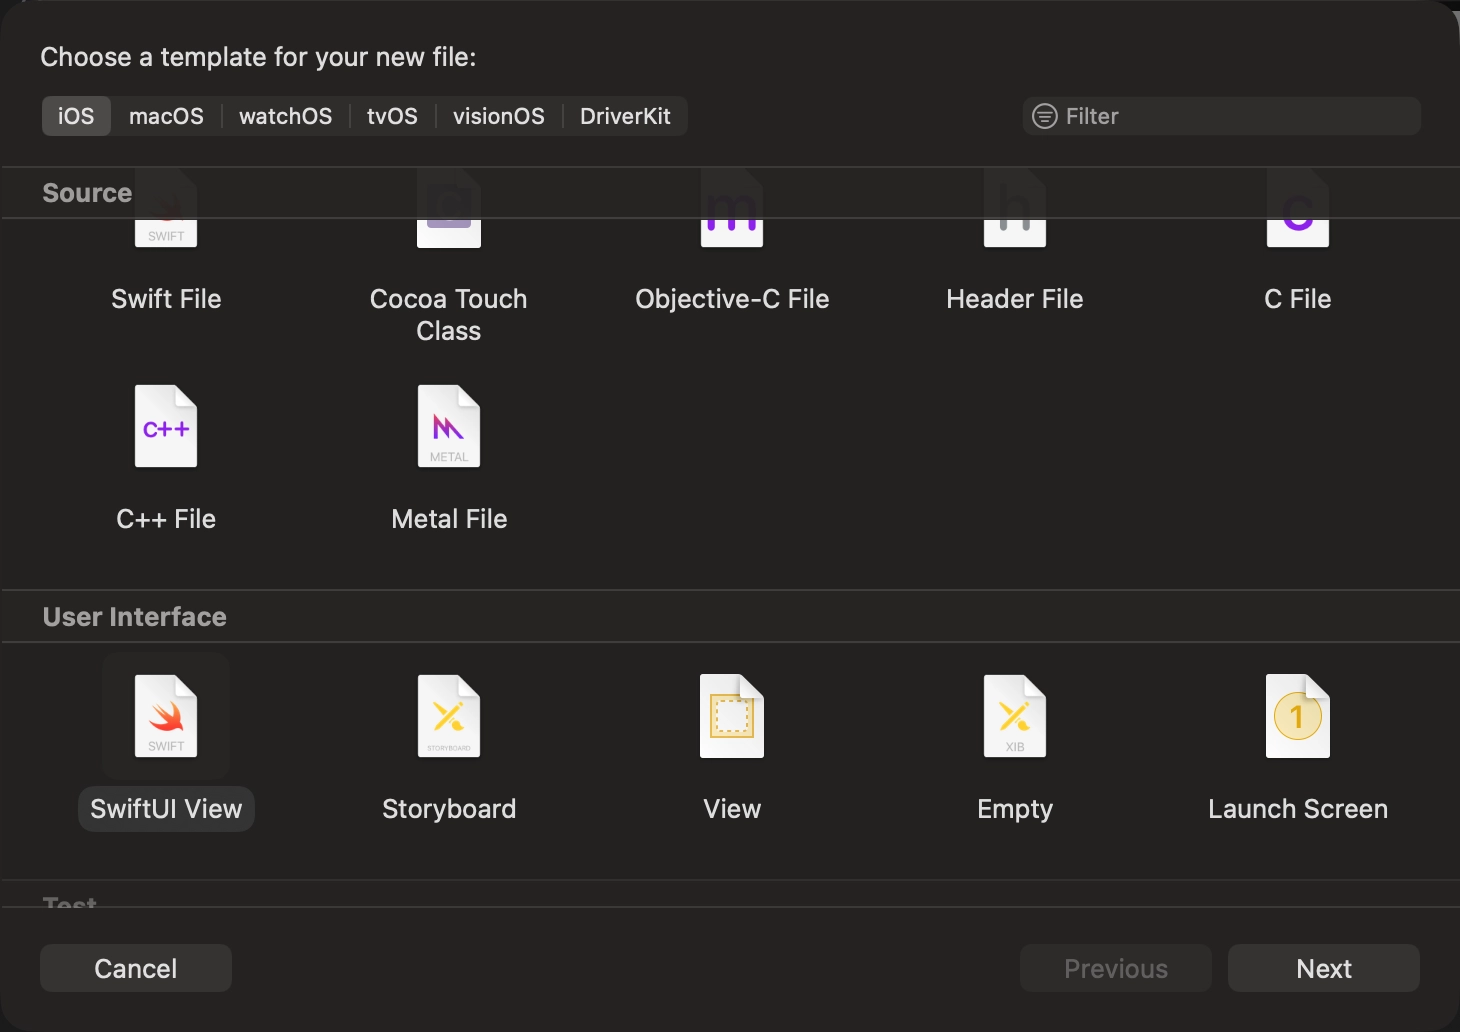 Choose a template for your new file:
iOS macOS watchOS tvOS visionOS DriverKit
Filter
Source
SWIFT
m
h
C
Swift File
Cocoa Touch Class
Objective-C File
Header File
C File
C++
METAL
C++ File
Metal File
User Interface
SWIFT
STORYBOARD
XIB
1
SwiftUI View
Storyboard
View
Empty
Launch Screen
Test
Cancel
Previous
Next